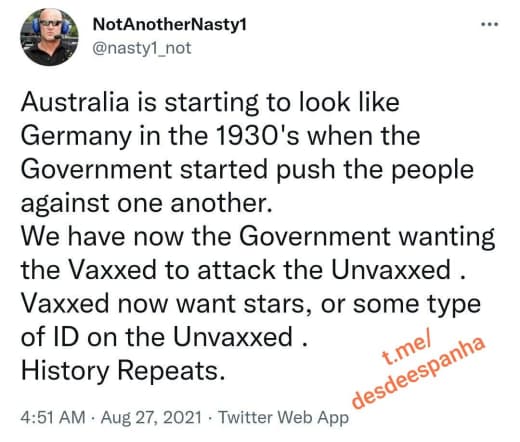 NotAnotherNasty1
@nasty1_not
Australia is starting to look like
Germany in the 1930's when the
Government started push the people
against one another.
We have now the Government wanting
the Vaxxed to attack the Unvaxxed .
Vaxxed now want stars, or some type
of ID on the Unvaxxed .
History Repeats.
t.me/
desdeespanha
4:51 AM · Aug 27, 2021 · Twitter Web App